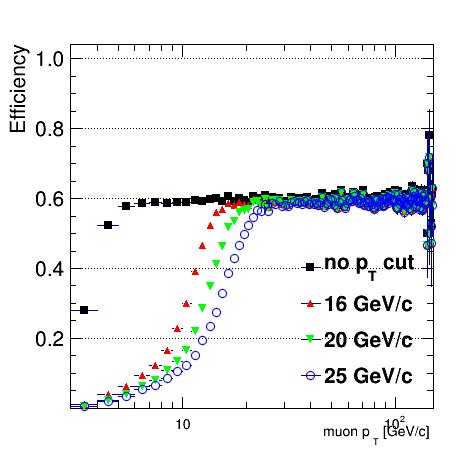 Efficiency
1.0
0.8
0.6
0.4
0.2
no p_T cut
16 GeV/c
20 GeV/c
25 GeV/c
10
10²
muon p_T [GeV/c]